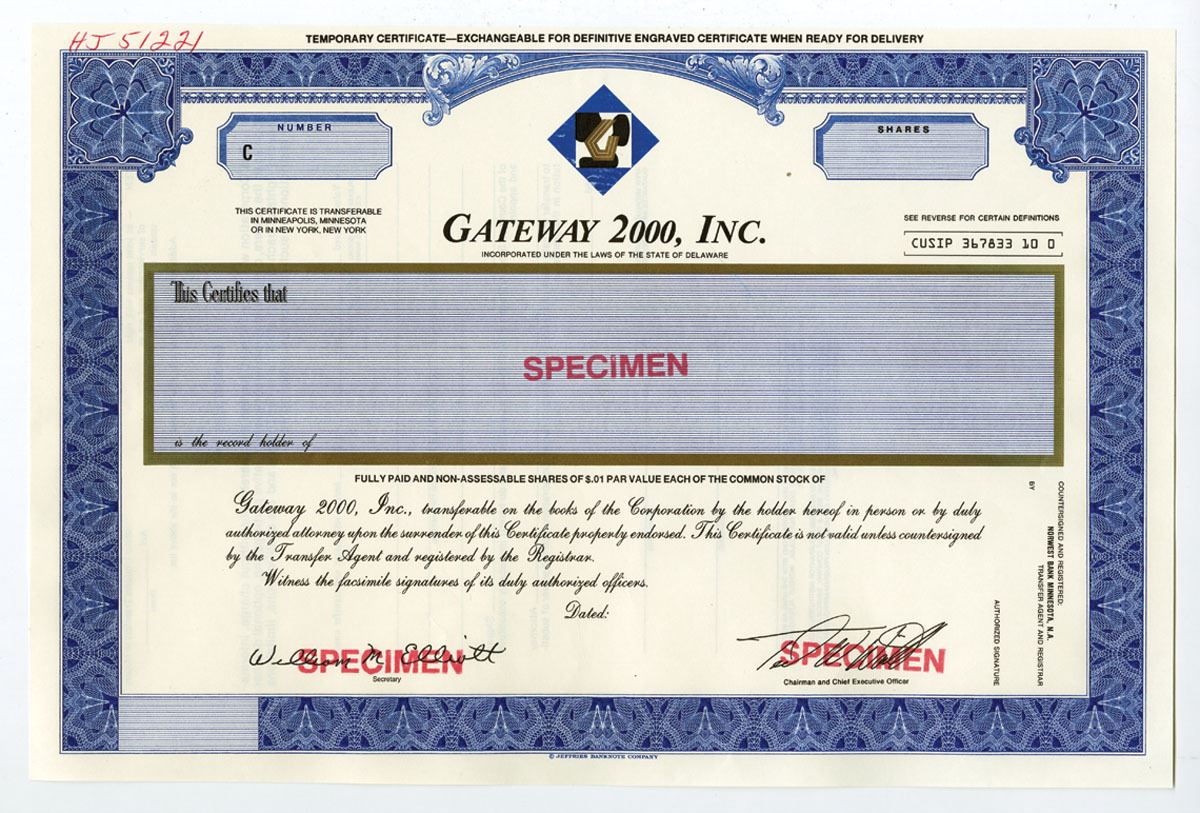 HJ 51221
TEMPORARY CERTIFICATE—EXCHANGEABLE FOR DEFINITIVE ENGRAVED CERTIFICATE WHEN READY FOR DELIVERY
NUMBER
C
SHARES
THIS CERTIFICATE IS TRANSFERABLE
IN MINNEAPOLIS, MINNESOTA
OR IN NEW YORK, NEW YORK
GATEWAY 2000, INC.
INCORPORATED UNDER THE LAWS OF THE STATE OF DELAWARE
SEE REVERSE FOR CERTAIN DEFINITIONS
CUSIP 367833 10 0
This Certifies that
SPECIMEN
is the record holder of
FULLY PAID AND NON-ASSESSABLE SHARES OF $.01 PAR VALUE EACH OF THE COMMON STOCK OF
Gateway 2000, Inc., transferable on the books of the Corporation by the holder hereof in person or by duly
authorized attorney upon the surrender of this Certificate properly endorsed. This Certificate is not valid unless countersigned
by the Transfer Agent and registered by the Registrar.
Witness the facsimile signatures of its duly authorized officers.
Dated:
William M. Elliott
SPECIMEN
Secretary
SPECIMEN
Chairman and Chief Executive Officer
COUNTERSIGNED AND REGISTERED:
NORWEST BANK MINNESOTA, N.A.
TRANSFER AGENT AND REGISTRAR
BY
AUTHORIZED SIGNATURE
© JEFFRIES BANKNOTE COMPANY